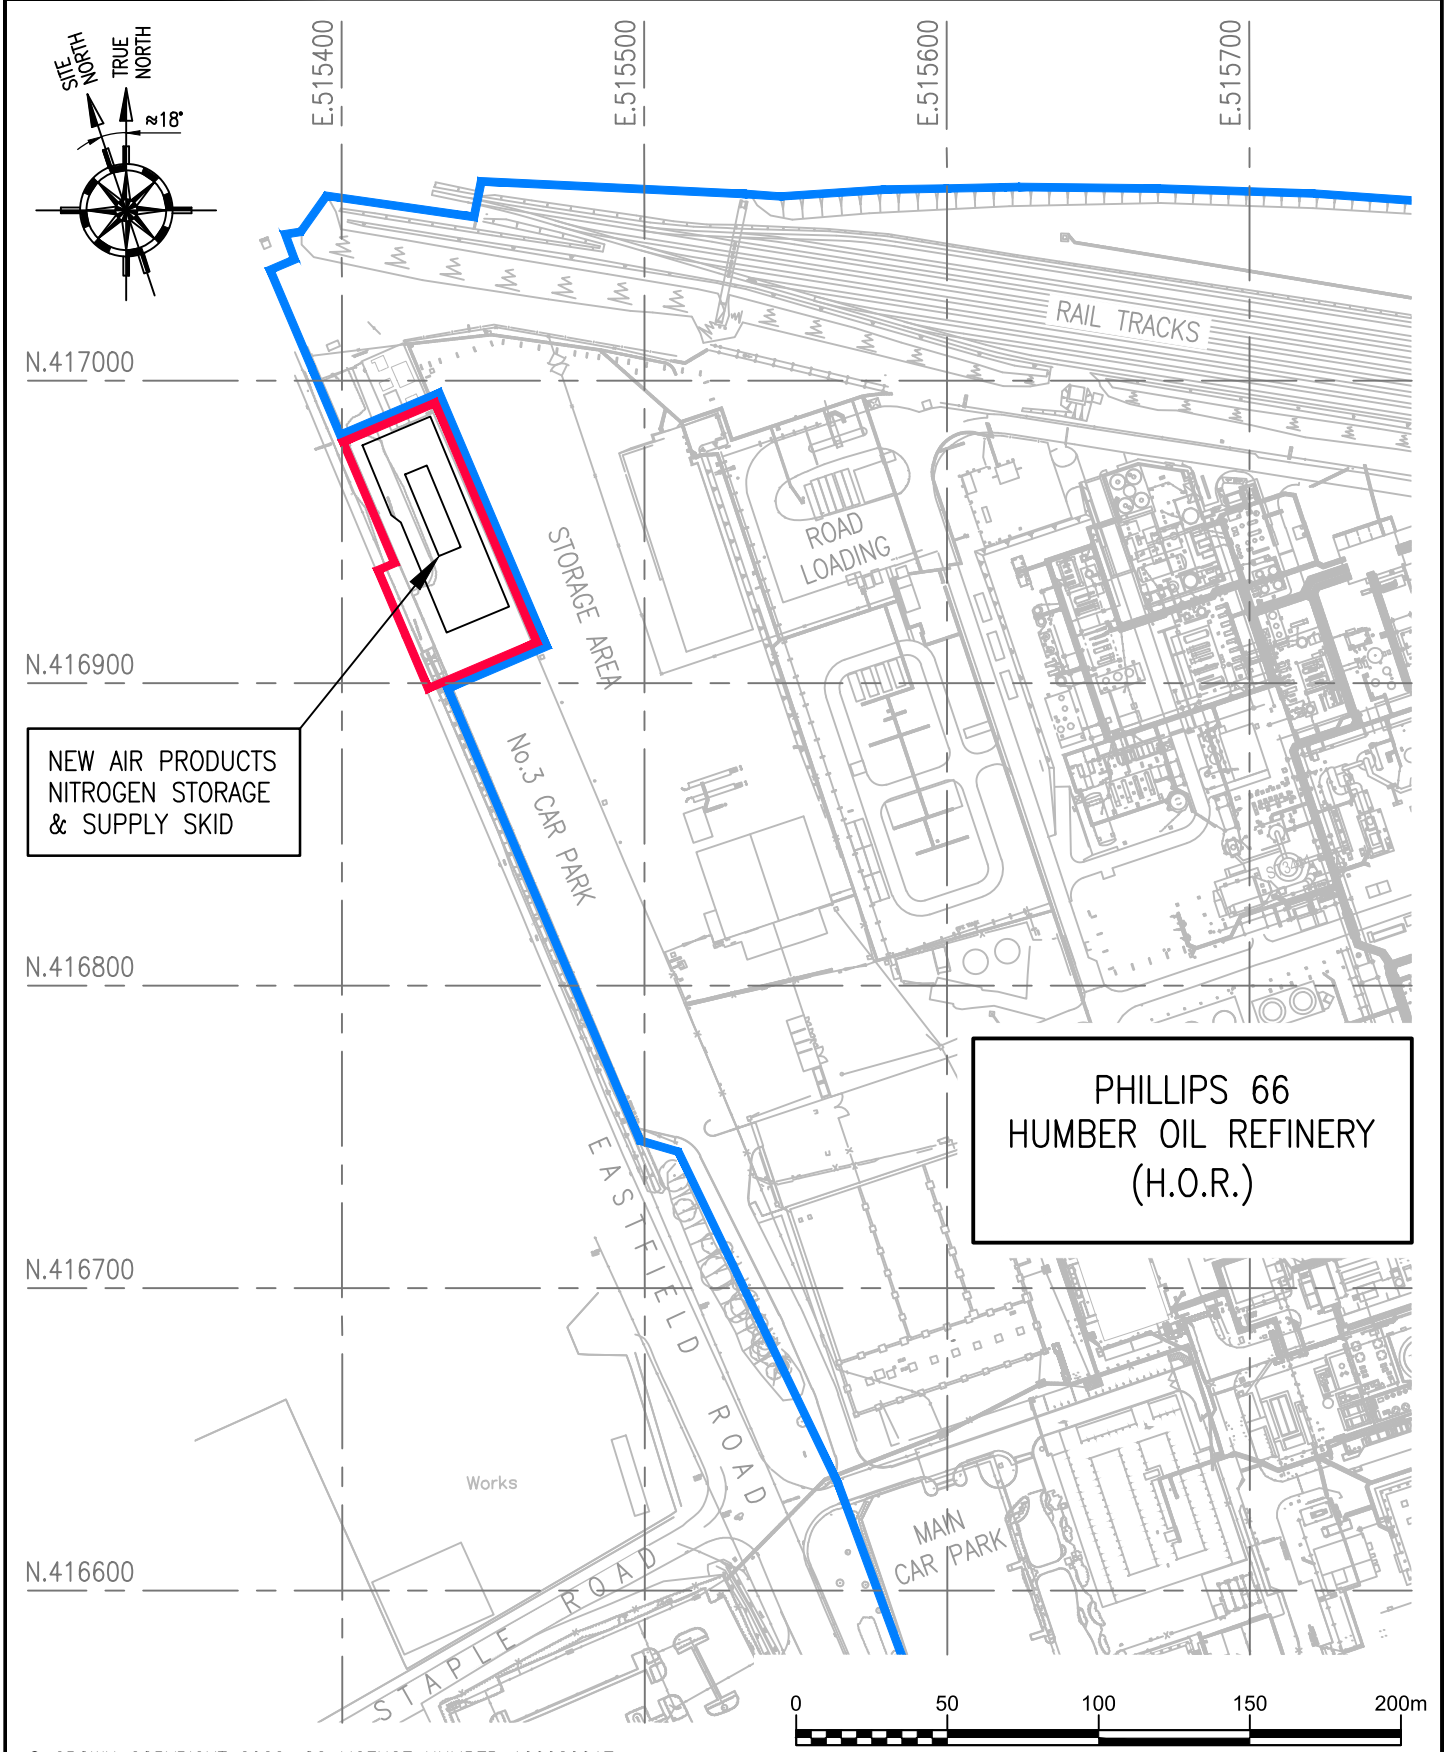 SITE
NORTH
TRUE
NORTH
≈18°
E.515400
E.515500
E.515600
E.515700
RAIL TRACKS
N.417000
ROAD
LOADING
STORAGE AREA
N.416900
No.3 CAR PARK
NEW AIR PRODUCTS
NITROGEN STORAGE
& SUPPLY SKID
N.416800
PHILLIPS 66
HUMBER OIL REFINERY
(H.O.R.)
EASTFIELD ROAD
N.416700
Works
MAIN
CAR PARK
N.416600
STAPLE ROAD
0 50 100 150 200m